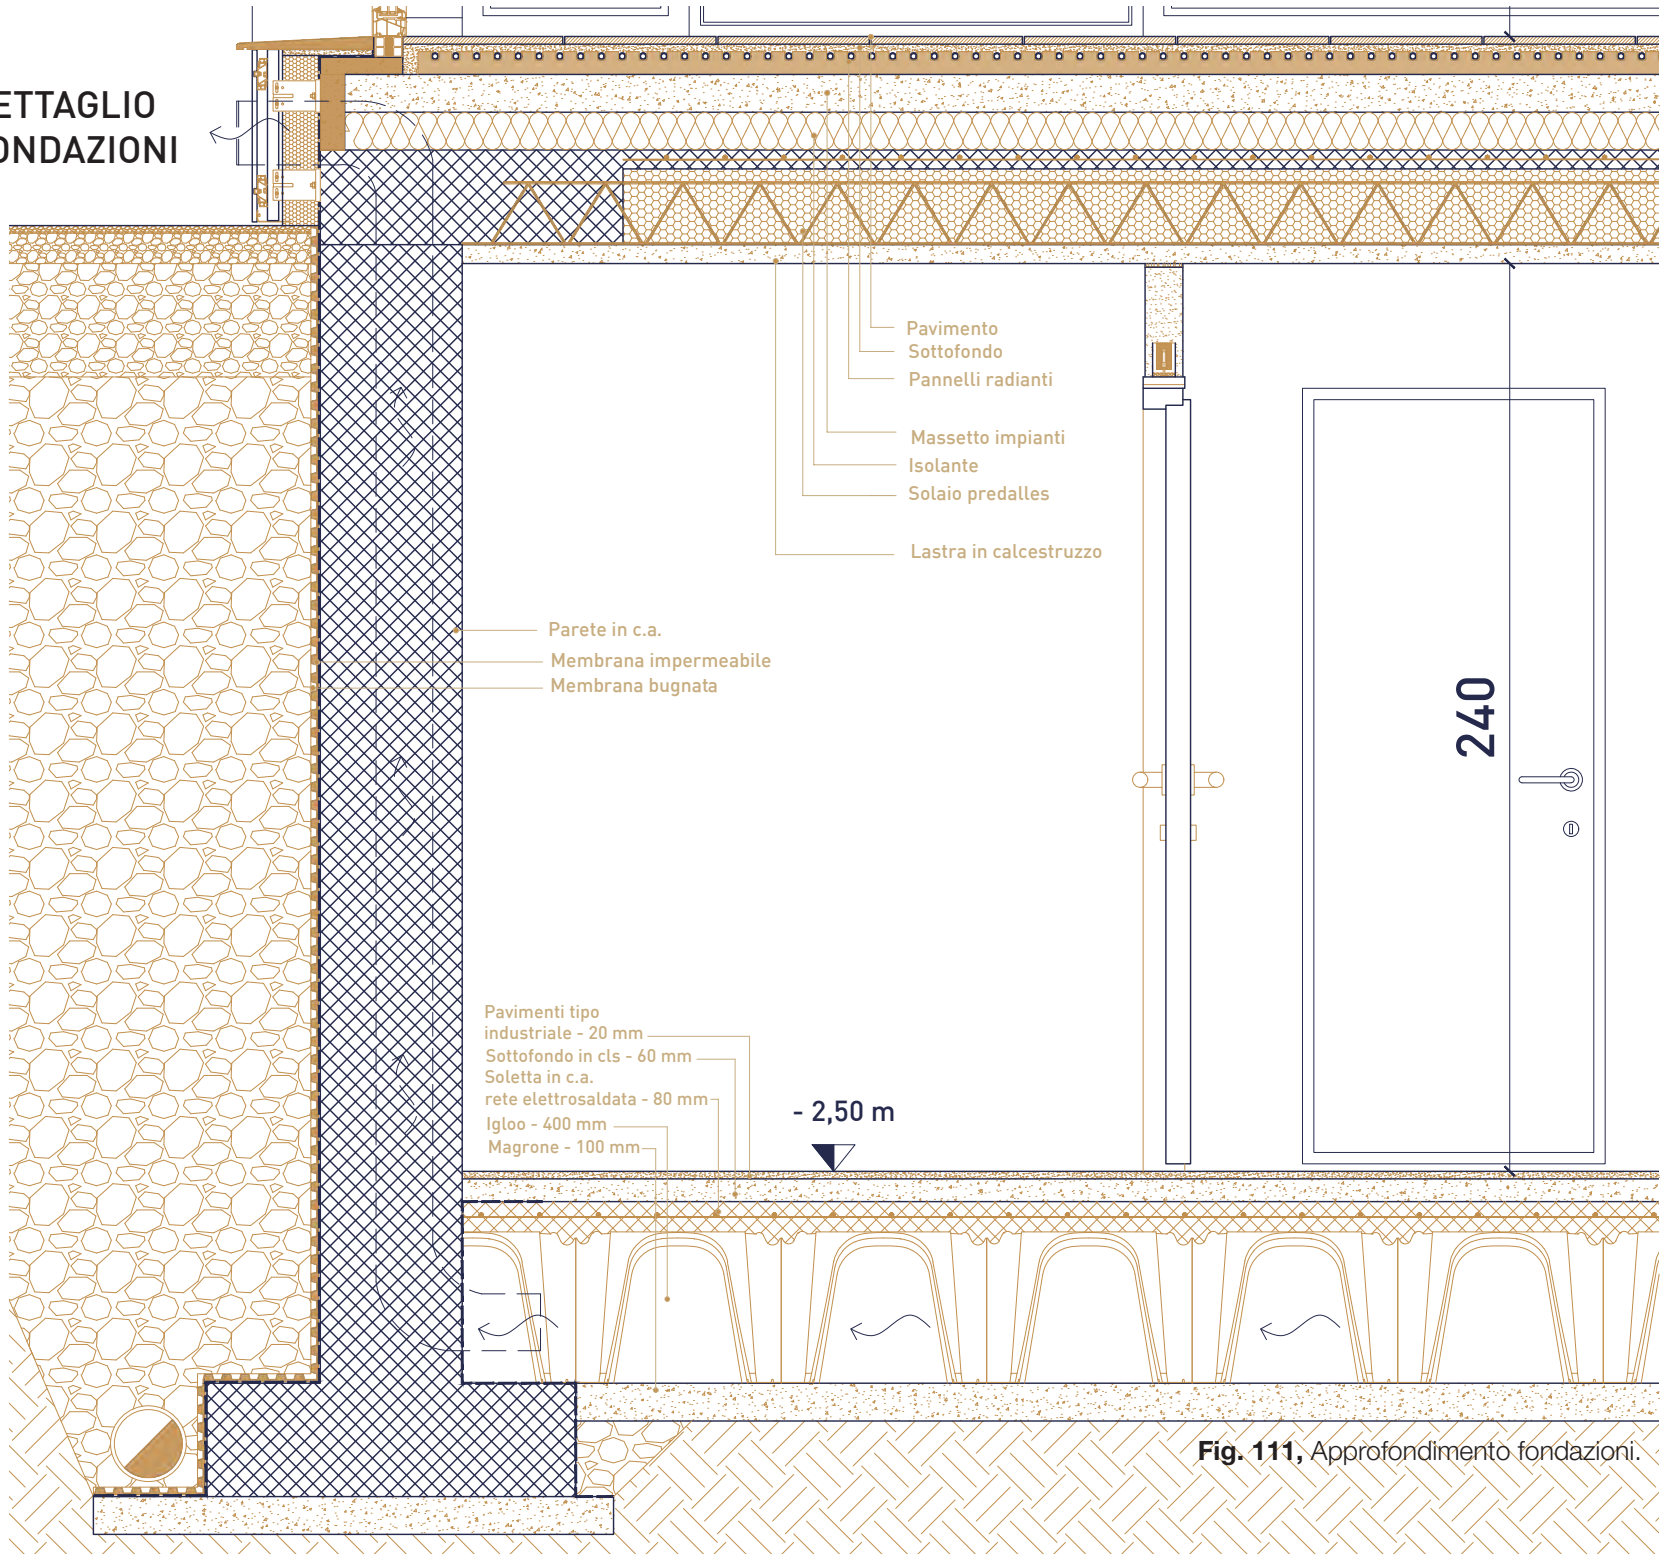 ETTAGLIO
ONDAZIONI
Pavimento
Sottofondo
Pannelli radianti
Massetto impianti
Isolante
Solaio predalles
Lastra in calcestruzzo
Parete in c.a.
Membrana impermeabile
Membrana bugnata
240
Pavimenti tipo
industriale - 20 mm
Sottofondo in cls - 60 mm
Soletta in c.a.
rete elettrosaldata - 80 mm
Igloo - 400 mm
Magrone - 100 mm
- 2,50 m
Fig. 111, Approfondimento fondazioni.